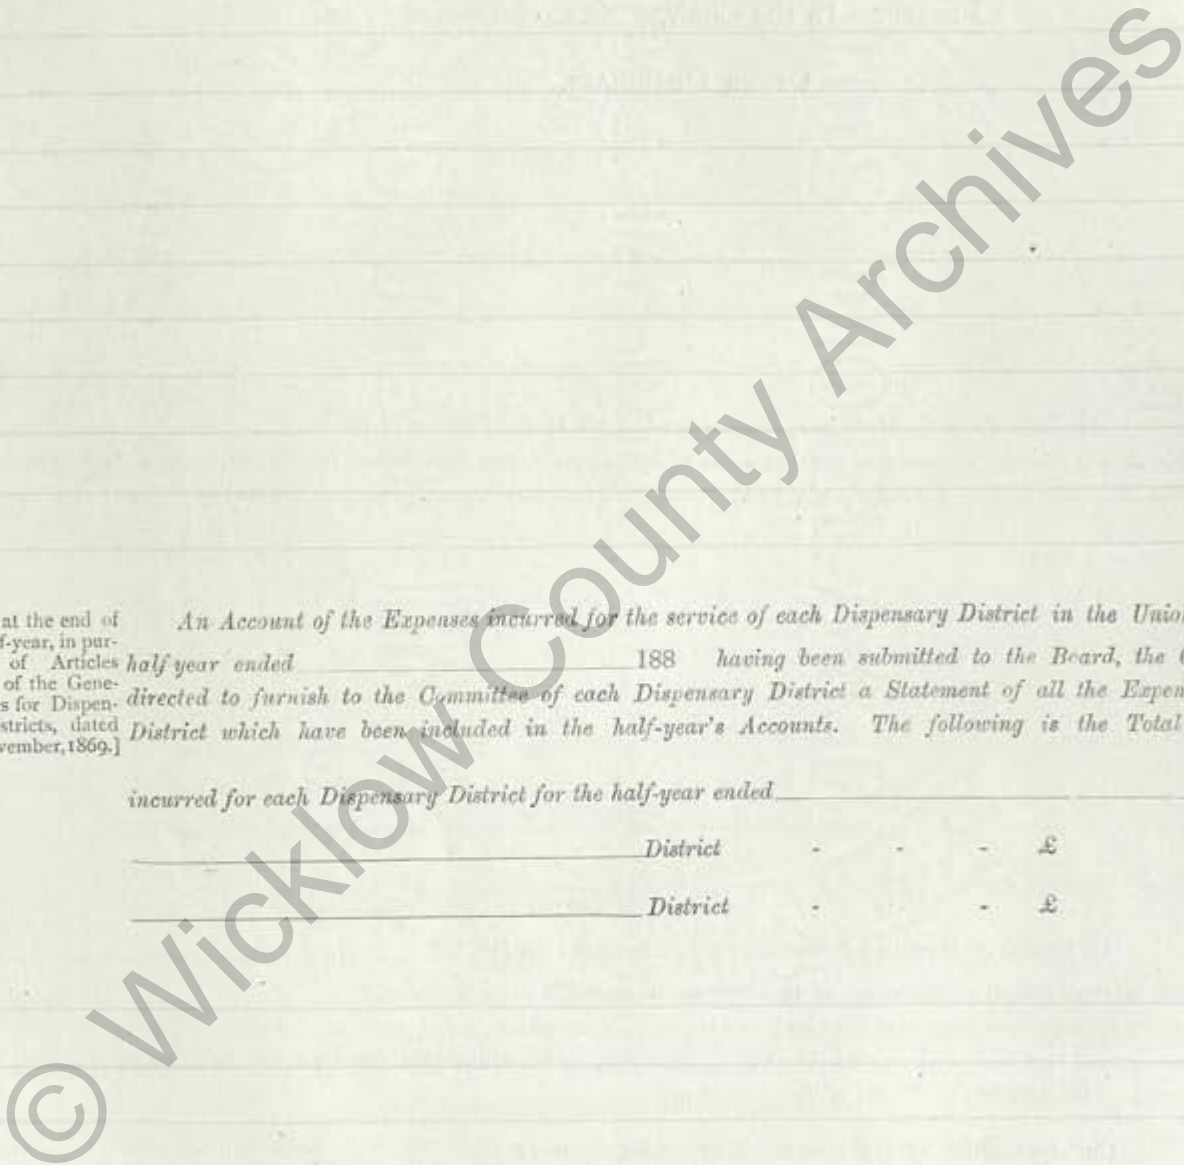 at the end of
f-year, in pur-
of Articles
of the Gene-
s for Dispen-
stricts, dated
vember, 1869.]
An Account of the Expenses incurred for the service of each Dispensary District in the Unio
half year ended 188 having been submitted to the Board, the C
directed to furnish to the Committee of each Dispensary District a Statement of all the Expen
District which have been included in the half-year's Accounts. The following is the Total
incurred for each Dispensary District for the half-year ended
District - - - £
District - - £
© Wicklow County Archives